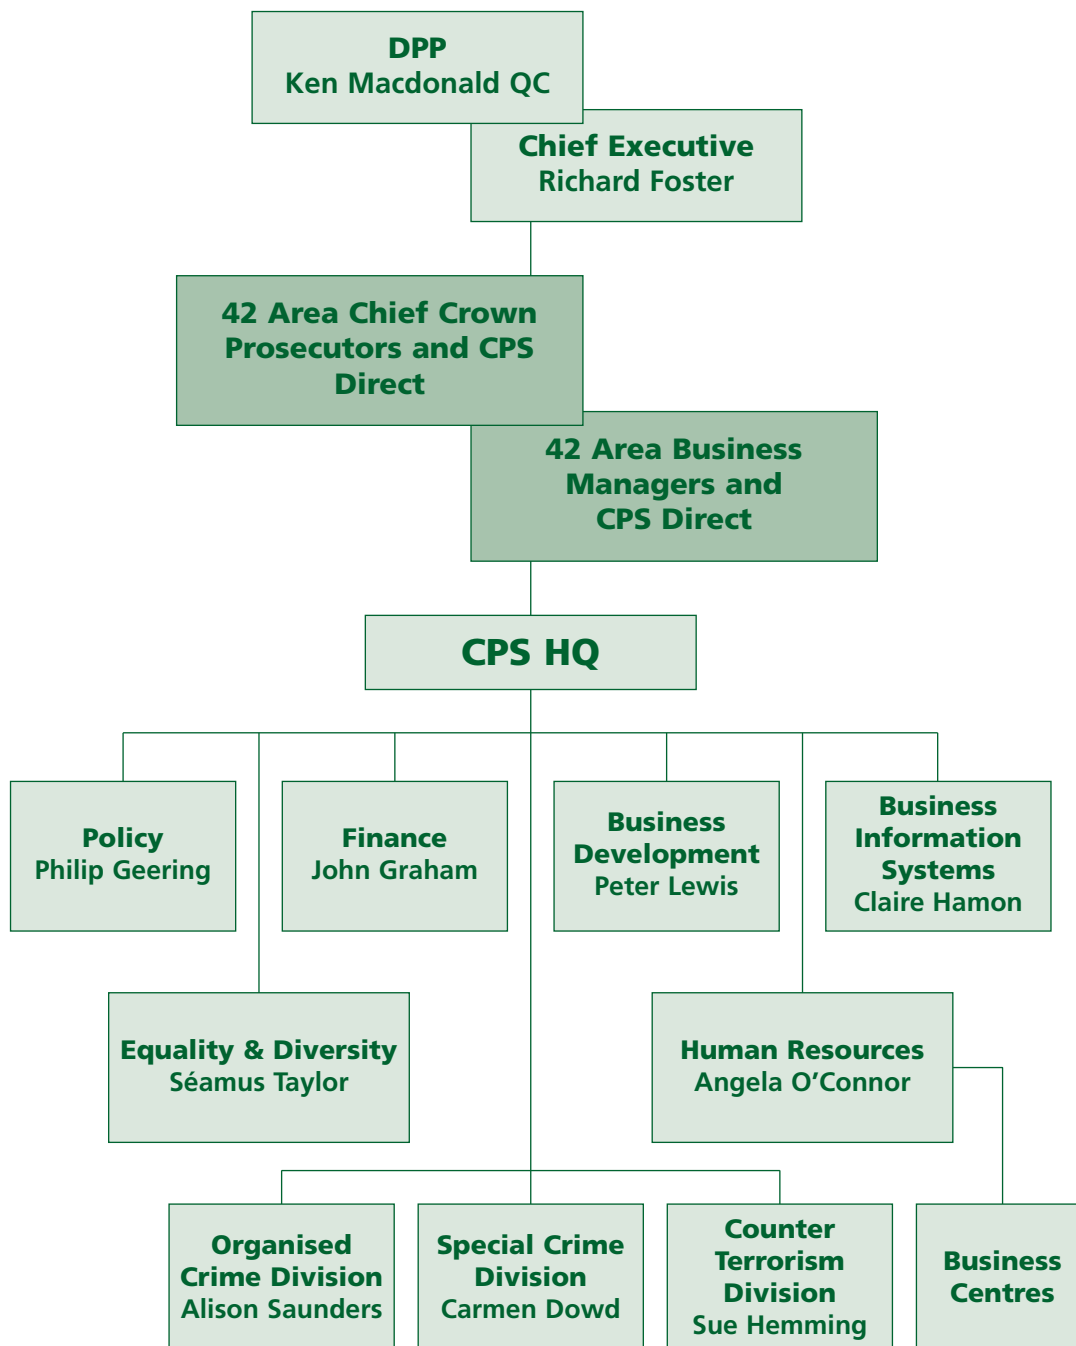 DPP
Ken Macdonald QC
Chief Executive
Richard Foster
42 Area Chief Crown
Prosecutors and CPS
Direct
42 Area Business
Managers and
CPS Direct
CPS HQ
Policy
Philip Geering
Finance
John Graham
Business
Development
Peter Lewis
Business
Information
Systems
Claire Hamon
Equality & Diversity
Séamus Taylor
Human Resources
Angela O’Connor
Organised
Crime Division
Alison Saunders
Special Crime
Division
Carmen Dowd
Counter
Terrorism
Division
Sue Hemming
Business
Centres